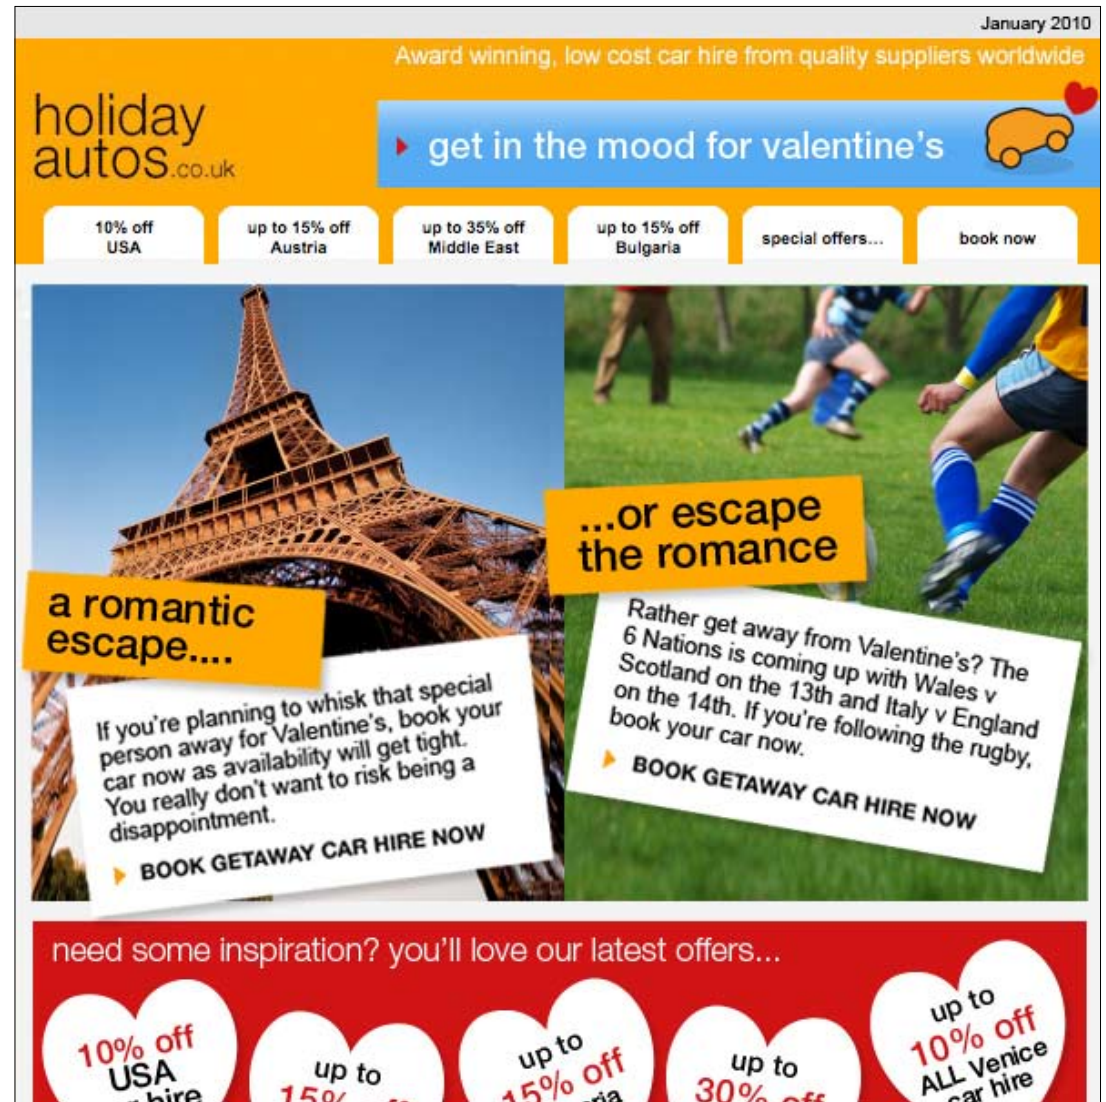 January 2010
Award winning, low cost car hire from quality suppliers worldwide
holiday
autos.co.uk
get in the mood for valentine's
10% off
USA
up to 15% off
Austria
up to 35% off
Middle East
up to 15% off
Bulgaria
special offers...
book now
a romantic
escape....
If you're planning to whisk that special
person away for Valentine's, book your
car now as availability will get tight.
You really don't want to risk being a
disappointment.
BOOK GETAWAY CAR HIRE NOW
...or escape
the romance
Rather get away from Valentine's? The
6 Nations is coming up with Wales v
Scotland on the 13th and Italy v England
on the 14th. If you're following the rugby,
book your car now.
BOOK GETAWAY CAR HIRE NOW
need some inspiration? you'll love our latest offers...
10% off
USA
hire
up to
15%
up to
15% off
up to
30% off
up to
10% off
ALL Venice
car hire